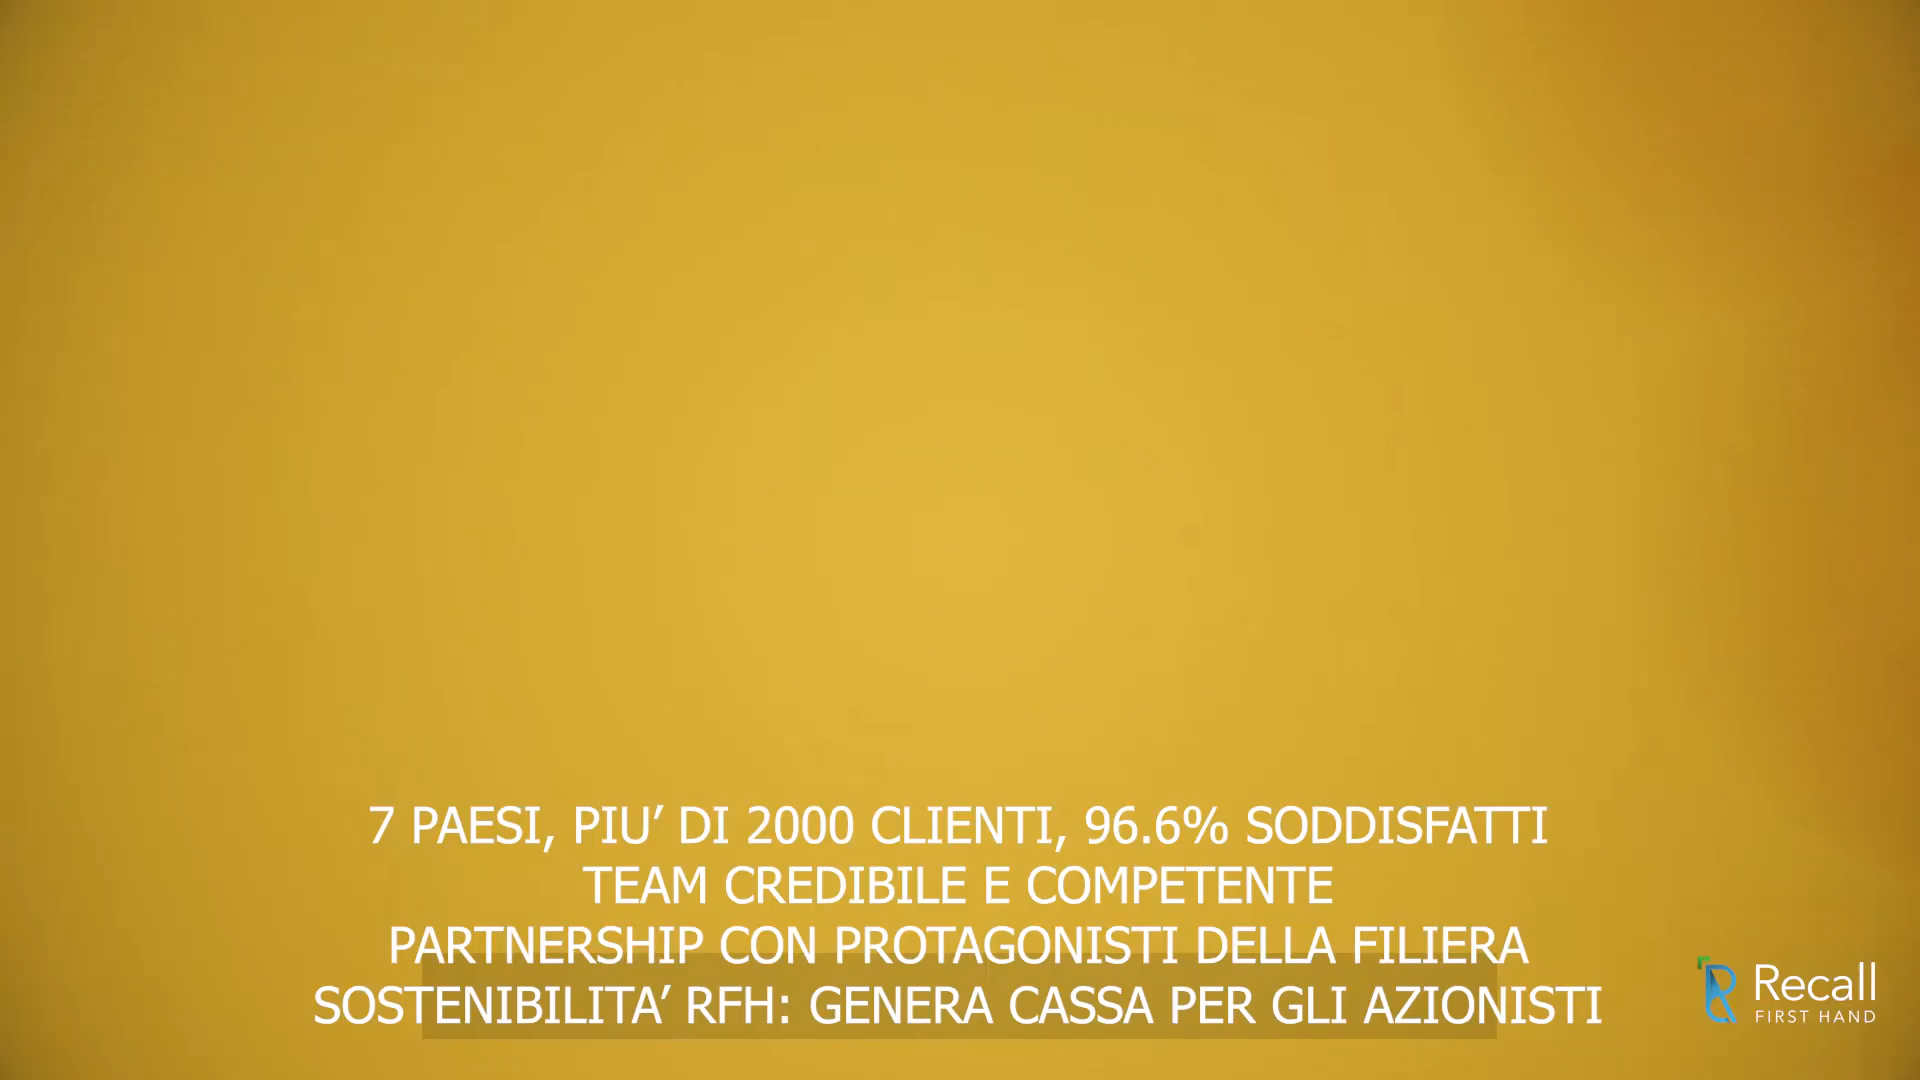 7 PAESI, PIU’ DI 2000 CLIENTI, 96.6% SODDISFATTI
TEAM CREDIBILE E COMPETENTE
PARTNERSHIP CON PROTAGONISTI DELLA FILIERA
SOSTENIBILITA’ RFH: GENERA CASSA PER GLI AZIONISTI
Recall
FIRST HAND